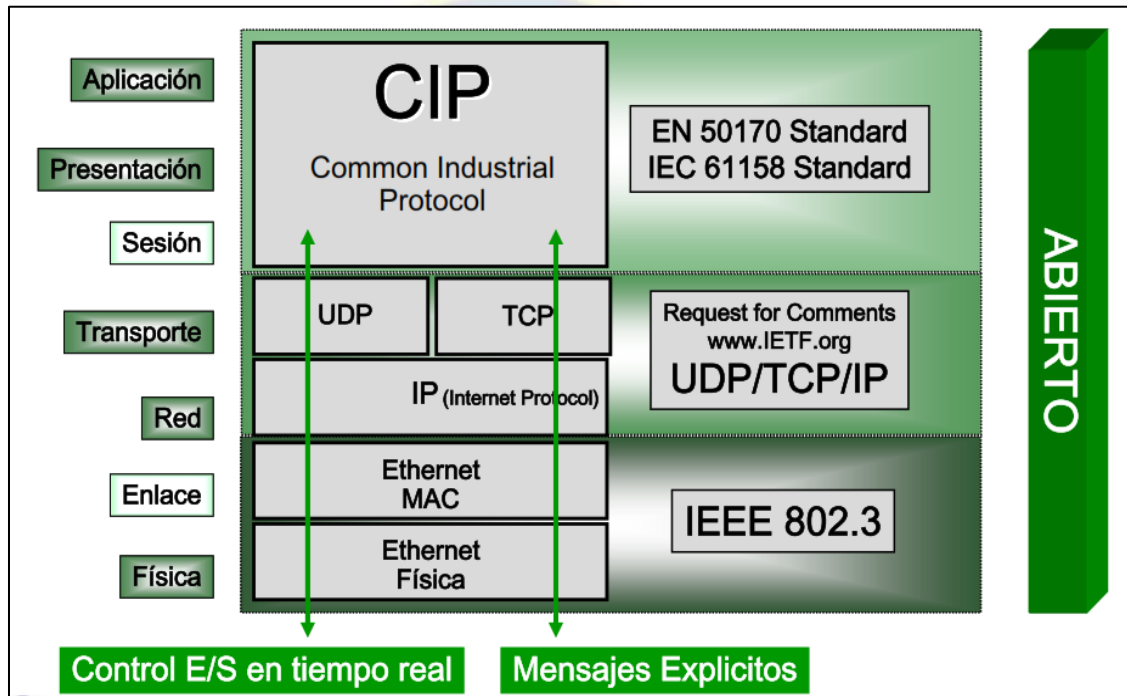 Aplicación
Presentación
Sesión
Transporte
Red
Enlace
Física
CIP
Common Industrial
Protocol
EN 50170 Standard
IEC 61158 Standard
UDP
TCP
IP (Internet Protocol)
Request for Comments
www.IETF.org
UDP/TCP/IP
Ethernet
MAC
Ethernet
Física
IEEE 802.3
ABIERTO
Control E/S en tiempo real
Mensajes Explicitos